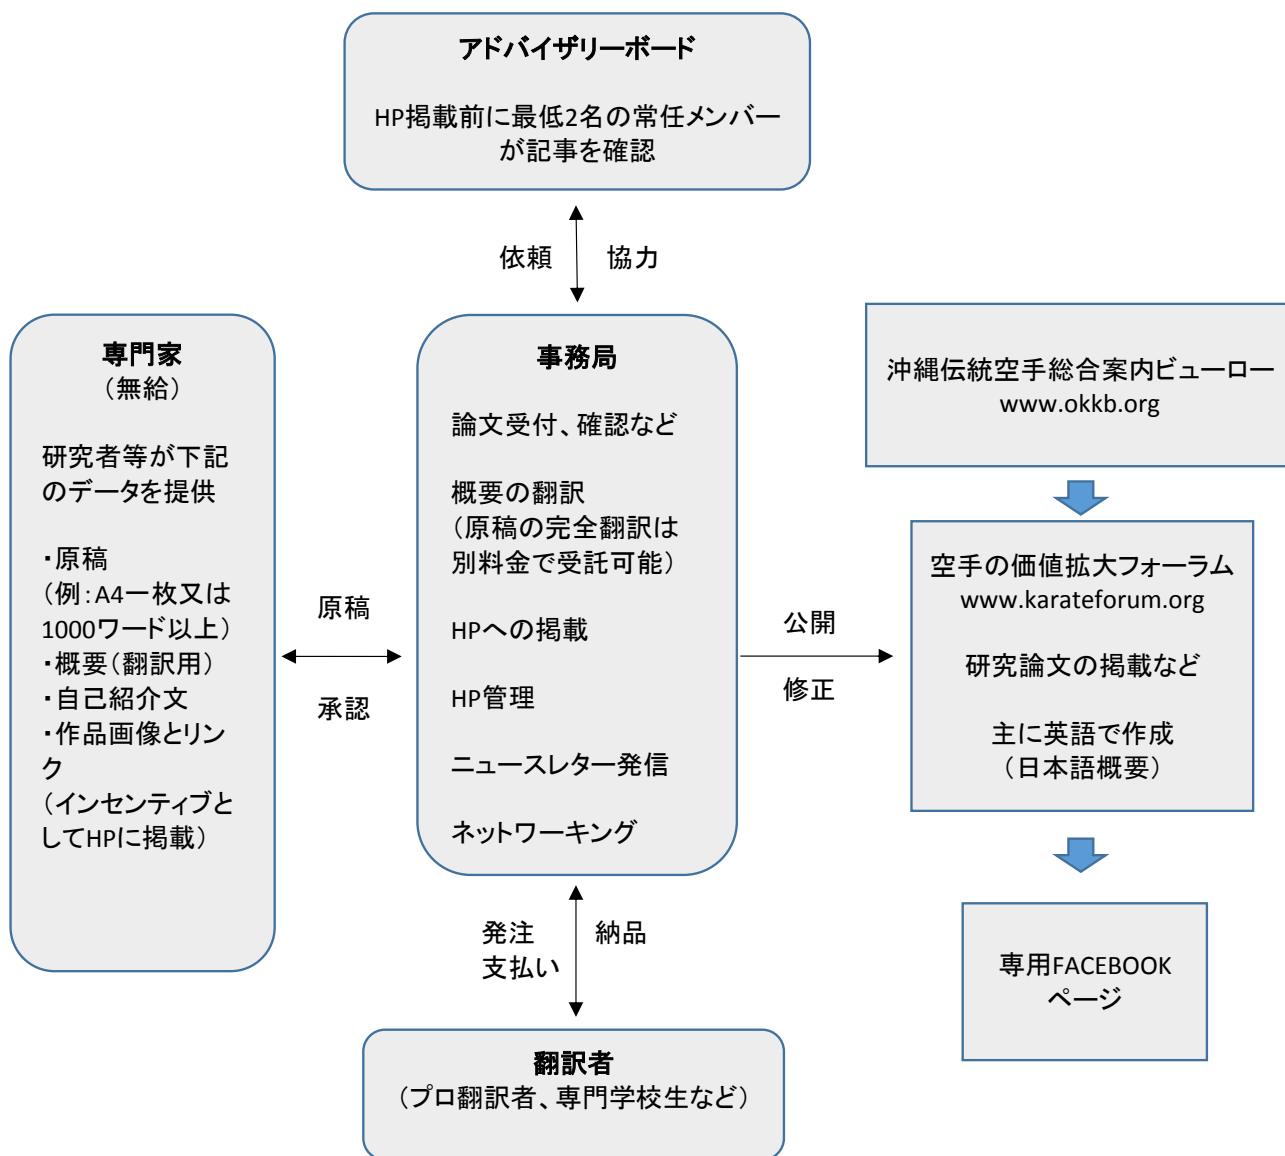 アドバイザリーボード
HP掲載前に最低2名の常任メンバー
が記事を確認
依頼 協力
専門家
（無給）
研究者等が下記
のデータを提供
・原稿
（例：A4一枚又は
1000ワード以上）
・概要（翻訳用）
・自己紹介文
・作品画像とリン
ク
（インセンティブと
してHPに掲載）
原稿
承認
事務局
論文受付、確認など
概要の翻訳
（原稿の完全翻訳は
別料金で受託可能）
HPへの掲載
HP管理
ニュースレター発信
ネットワーキング
公開
修正
沖縄伝統空手総合案内ビューロー
www.okkb.org
空手の価値拡大フォーラム
www.karateforum.org
研究論文の掲載など
主に英語で作成
（日本語概要）
専用FACEBOOK
ページ
発注 納品
支払い
翻訳者
（プロ翻訳者、専門学校生など）